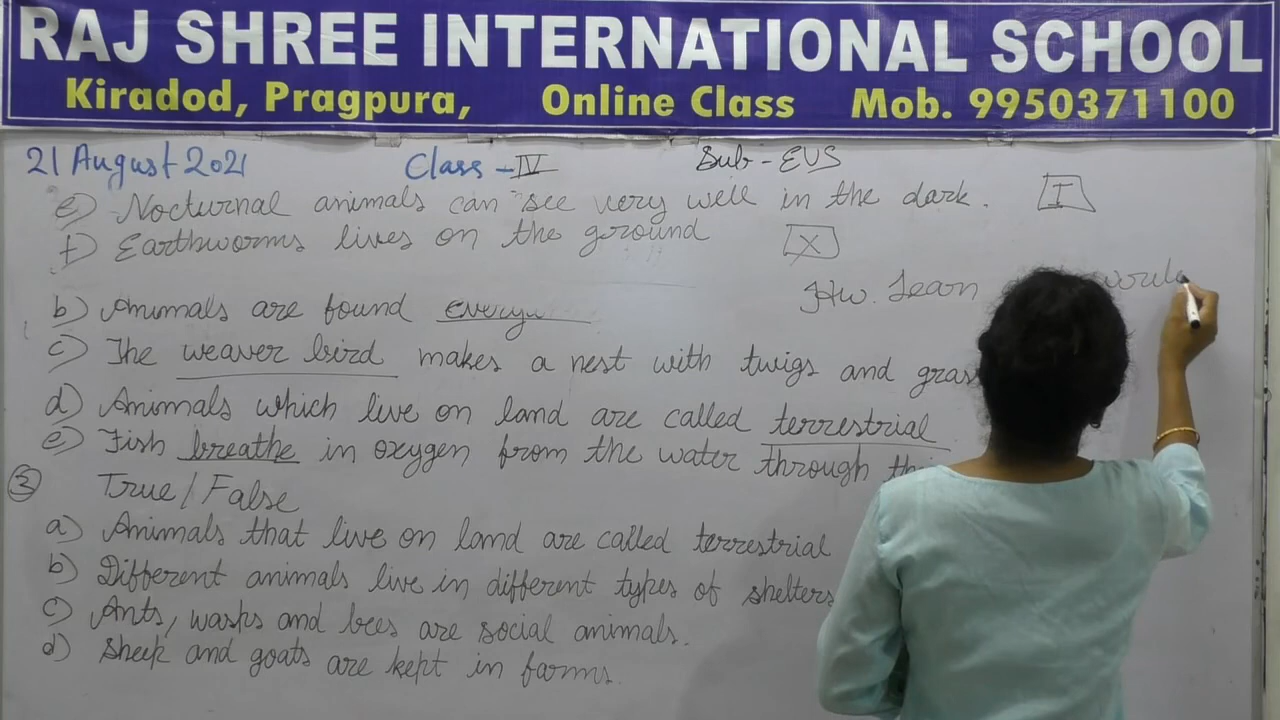 RAJ SHREE INTERNATIONAL SCHOOL
Kiradod, Pragpura, Online Class Mob. 9950371100
21 August 2021 Class - IV Sub - EVS
e) Nocturnal animals can see very well in the dark. T
f) Earthworms lives on the ground X
Hw. Learn write
b) Animals are found
c) The weaver bird makes a nest with twigs and gras
d) Animals which live on land are called terrestrial
e) Fish breathe in oxygen from the water through
3 True/False
a) Animals that live on land are called terrestrial
b) Different animals live in different types of shelters
c) Ants, wasps and bees are social animals.
d) Sheep and goats are kept in farms.